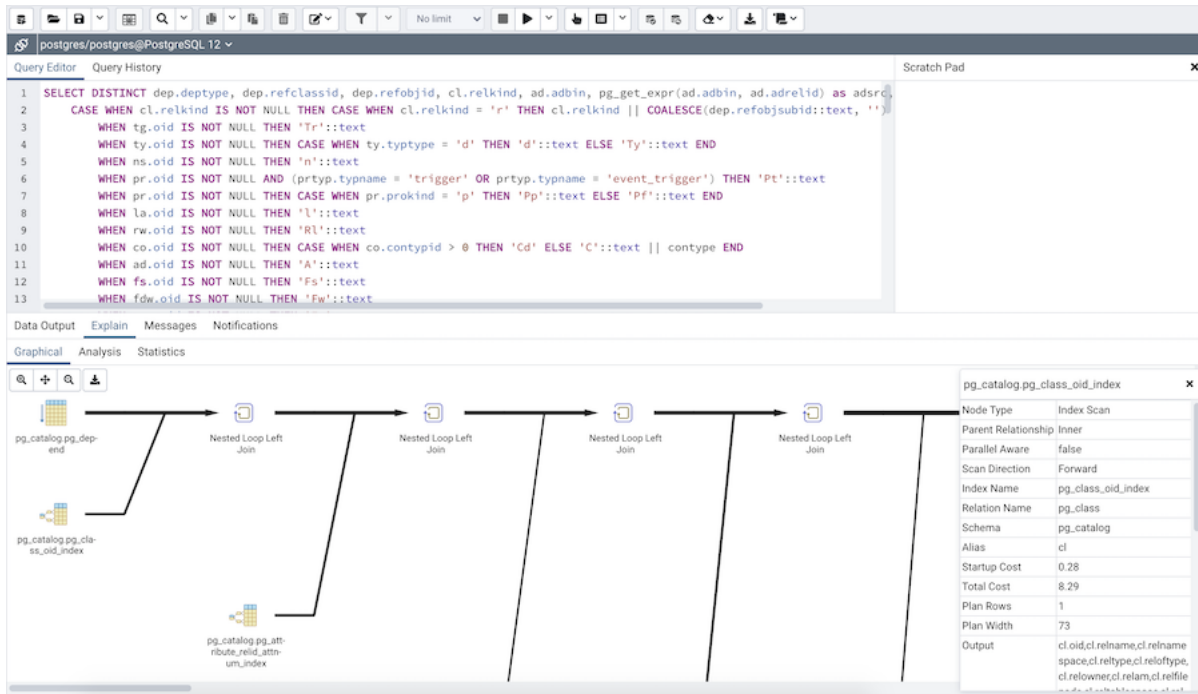 No limit
postgres/postgres@PostgreSQL 12
Query Editor Query History
Scratch Pad
1 SELECT DISTINCT dep.deptype, dep.refclassid, dep.refobjid, cl.relkind, ad.adbin, pg_get_expr(ad.adbin, ad.adrelid) as adsrc,
2 CASE WHEN cl.relkind IS NOT NULL THEN CASE WHEN cl.relkind = 'r' THEN cl.relkind || COALESCE(dep.refobjsubid::text, '')
3 WHEN tg.oid IS NOT NULL THEN 'Tr'::text
4 WHEN ty.oid IS NOT NULL THEN CASE WHEN ty.typtype = 'd' THEN 'd'::text ELSE 'Ty'::text END
5 WHEN ns.oid IS NOT NULL THEN 'n'::text
6 WHEN pr.oid IS NOT NULL AND (prtyp.typname = 'trigger' OR prtyp.typname = 'event_trigger') THEN 'Pt'::text
7 WHEN pr.oid IS NOT NULL THEN CASE WHEN pr.prokind = 'p' THEN 'Pp'::text ELSE 'Pf'::text END
8 WHEN la.oid IS NOT NULL THEN 'l'::text
9 WHEN rw.oid IS NOT NULL THEN 'Rl'::text
10 WHEN co.oid IS NOT NULL THEN CASE WHEN co.contypid > 0 THEN 'Cd' ELSE 'C'::text || contype END
11 WHEN ad.oid IS NOT NULL THEN 'A'::text
12 WHEN fs.oid IS NOT NULL THEN 'Fs'::text
13 WHEN fdw.oid IS NOT NULL THEN 'Fw'::text
Data Output Explain Messages Notifications
Graphical Analysis Statistics
pg_catalog.pg_dep-
end
Nested Loop Left
Join
Nested Loop Left
Join
Nested Loop Left
Join
Nested Loop Left
Join
pg_catalog.pg_cla-
ss_oid_index
pg_catalog.pg_att-
ribute_relid_attn-
um_index
pg_catalog.pg_class_oid_index
Node Type Index Scan
Parent Relationship Inner
Parallel Aware false
Scan Direction Forward
Index Name pg_class_oid_index
Relation Name pg_class
Schema pg_catalog
Alias cl
Startup Cost 0.28
Total Cost 8.29
Plan Rows 1
Plan Width 73
Output cl.oid,cl.relname,cl.relname
space,cl.reltype,cl.reloftype,
cl.relowner,cl.relam,cl.relfile